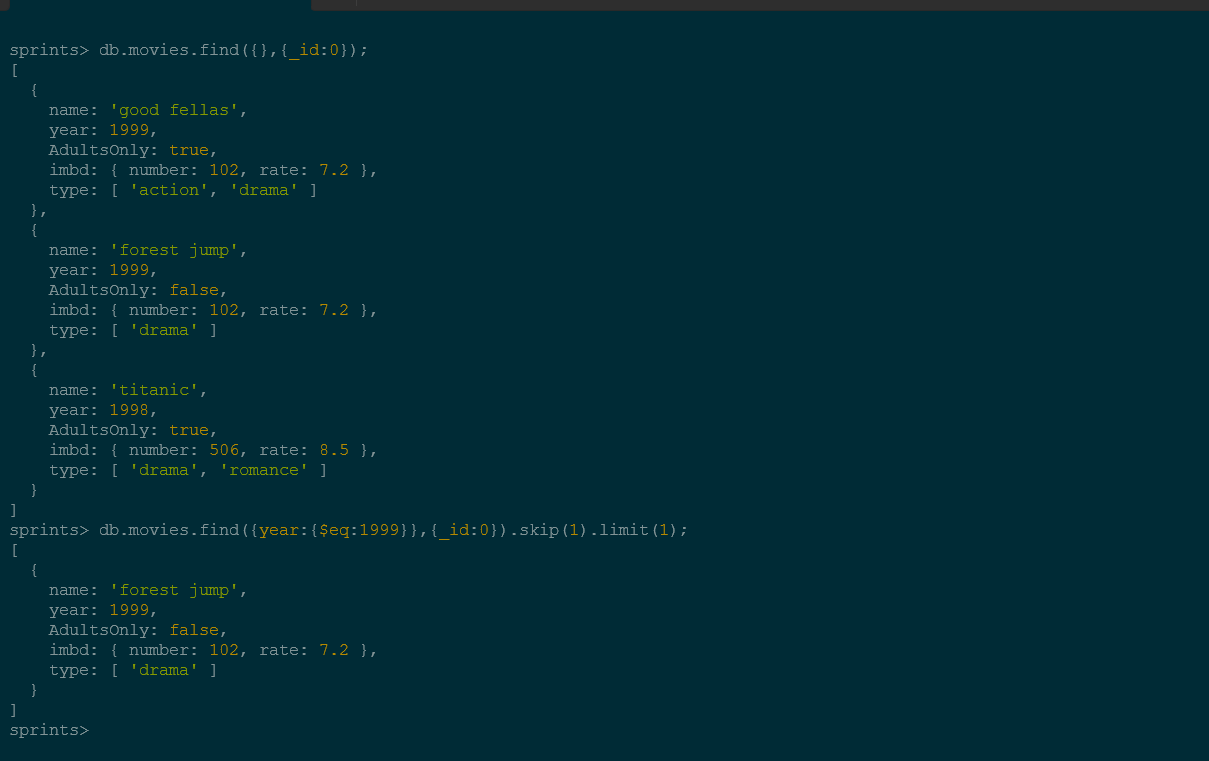 sprints> db.movies.find({},{_id:0});
[
  {
    name: 'good fellas',
    year: 1999,
    AdultsOnly: true,
    imbd: { number: 102, rate: 7.2 },
    type: [ 'action', 'drama' ]
  },
  {
    name: 'forest jump',
    year: 1999,
    AdultsOnly: false,
    imbd: { number: 102, rate: 7.2 },
    type: [ 'drama' ]
  },
  {
    name: 'titanic',
    year: 1998,
    AdultsOnly: true,
    imbd: { number: 506, rate: 8.5 },
    type: [ 'drama', 'romance' ]
  }
]
sprints> db.movies.find({year:{$eq:1999}},{_id:0}).skip(1).limit(1);
[
  {
    name: 'forest jump',
    year: 1999,
    AdultsOnly: false,
    imbd: { number: 102, rate: 7.2 },
    type: [ 'drama' ]
  }
]
sprints>